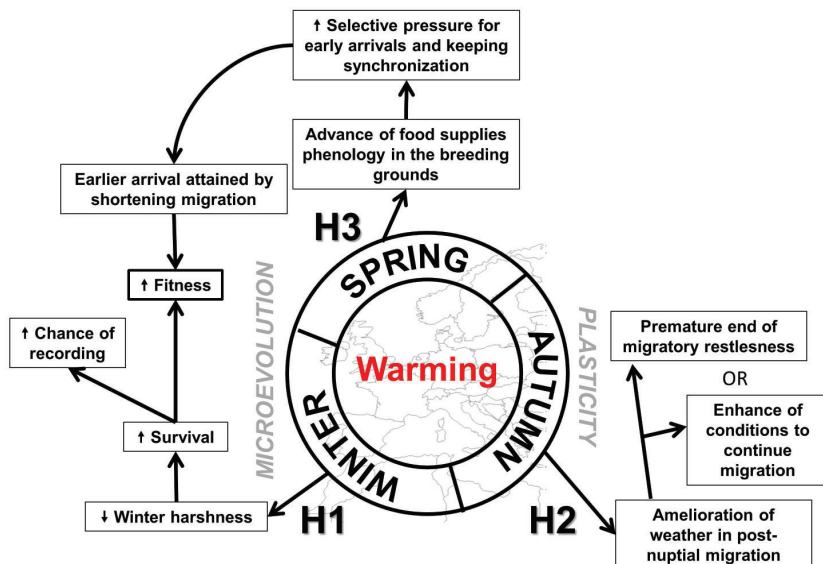 ↑ Selective pressure for
early arrivals and keeping
synchronization
Advance of food supplies
phenology in the breeding
grounds
Earlier arrival attained by
shortening migration
H3
SPRING
↑ Fitness
MICROEVOLUTION
PLASTICITY
↑ Chance of
recording
Premature end of
migratory restlesness
Warming
AUTUMN
OR
Enhance of
conditions to
continue
migration
↑ Survival
WINTER
↓ Winter harshness
H1
H2
Amelioration of
weather in post-
nuptial migration